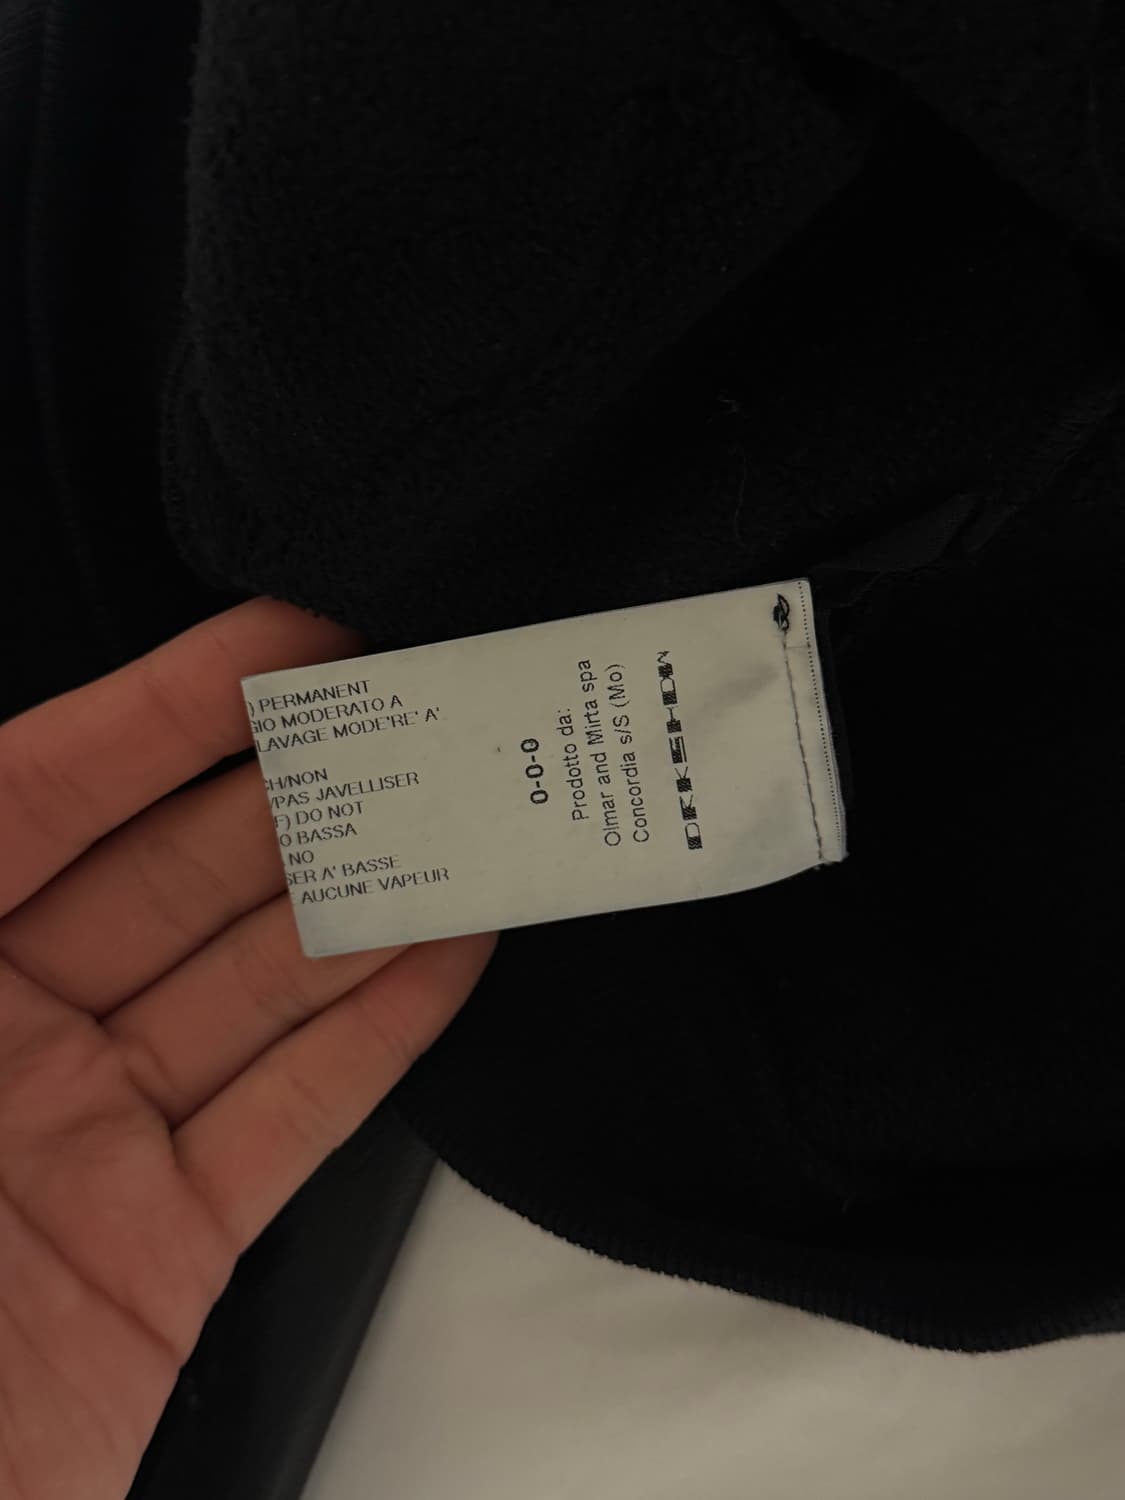 ) PERMANENT
GIO MODERATO A
LAVAGE MODE'RE' A'
CH/NON
/PAS JAVELLISER
F) DO NOT
O BASSA
NO
SER A' BASSE
AUCUNE VAPEUR
0-0-0
Prodotto da:
Olmar and Mirta spa
Concordia s/S (Mo)
DRKSHDW